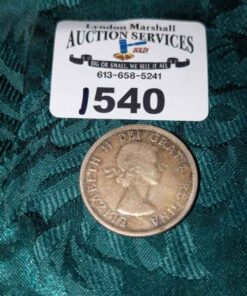 Lyndon Marshall
AUCTION SERVICES
SOLD!
BIG OR SMALL, WE SELL IT ALL
613-658-5241
1540
ELIZABETH II DEI GRATIA REGINA